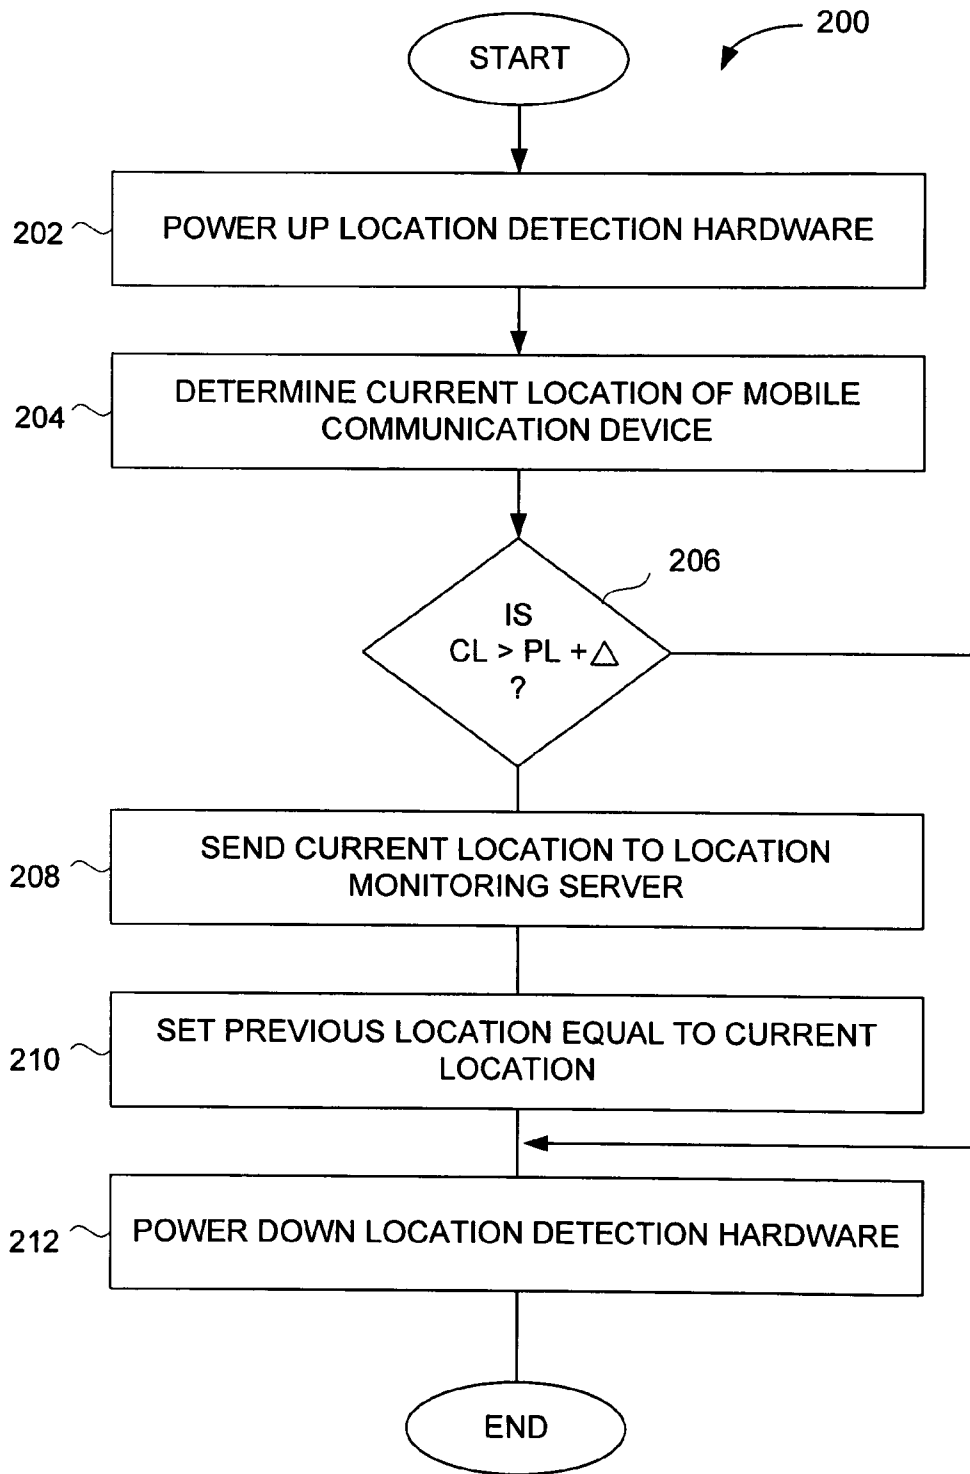 200
START
202
POWER UP LOCATION DETECTION HARDWARE
204
DETERMINE CURRENT LOCATION OF MOBILE
COMMUNICATION DEVICE
206
IS
CL > PL + △
?
208
SEND CURRENT LOCATION TO LOCATION
MONITORING SERVER
210
SET PREVIOUS LOCATION EQUAL TO CURRENT
LOCATION
212
POWER DOWN LOCATION DETECTION HARDWARE
END